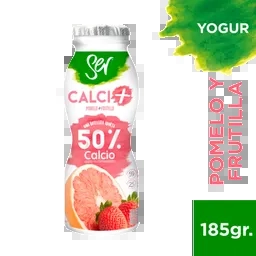 Ser
CALCI+
POMELO • FRUTILLA
50%
Calcio
YOGUR
POMELO Y
FRUTILLA
185gr.